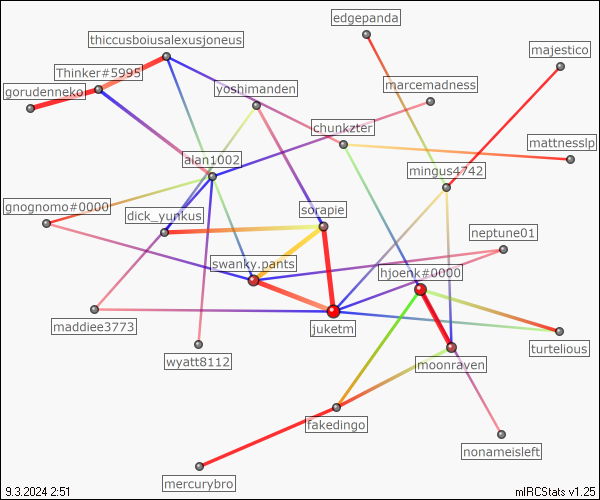 edgepanda
thiccusboiusalexusjoneus
majestico
Thinker#5995
gorudenneko
yoshimanden
marcemadness
chunkzter
mattnesslp
alan1002
mingus4742
gnognomo#0000
dick_yunkus
sorapie
neptune01
swanky.pants
hjoenk#0000
maddiee3773
juketm
turtelious
wyatt8112
moonraven
fakedingo
nonameisleft
mercurybro
9.3.2024 2:51
mIRCStats v1.25